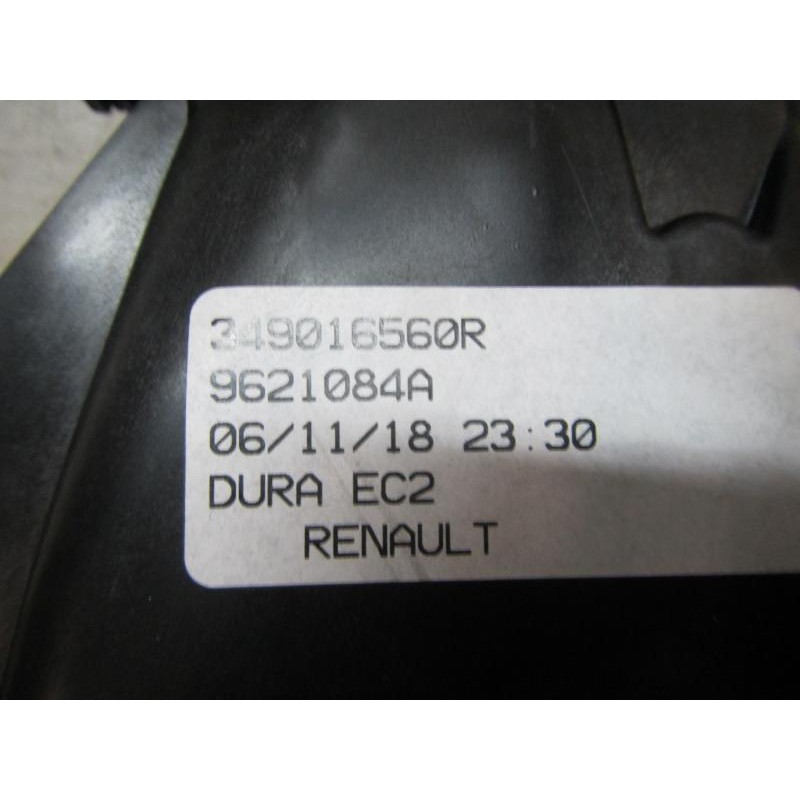 349016560R
9621084A
06/11/18 23:30
DURA EC2
RENAULT